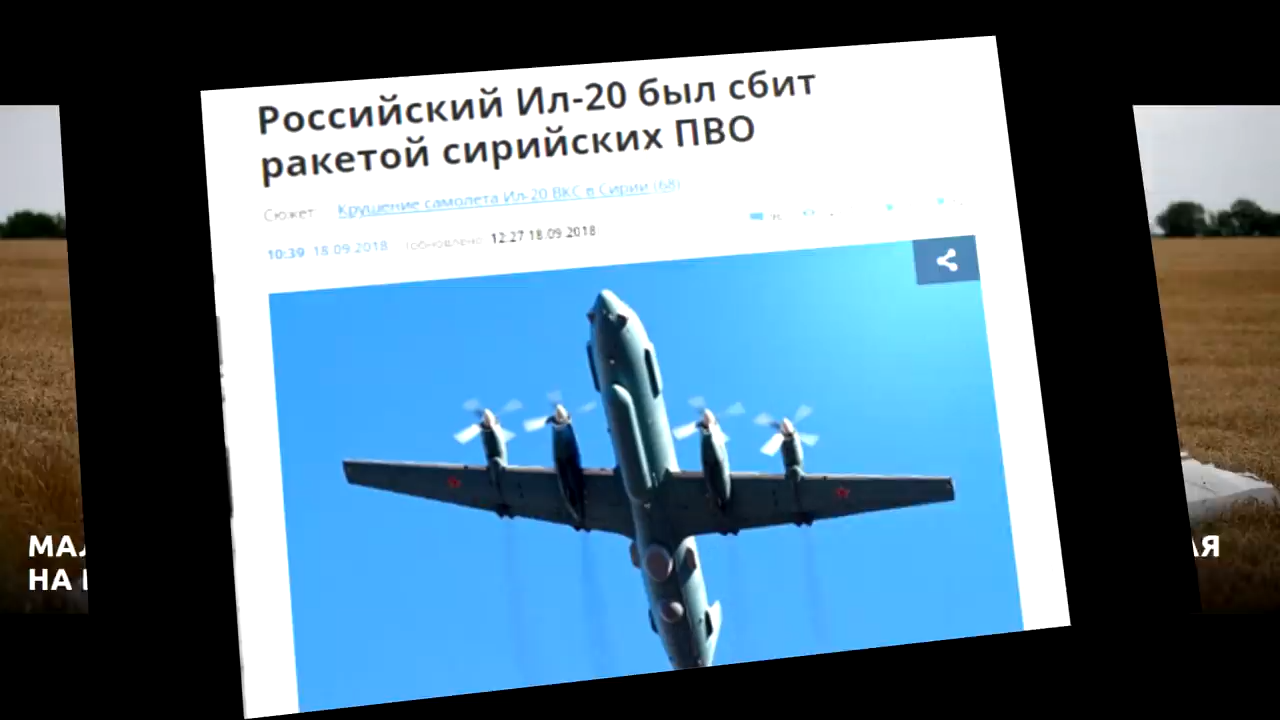 Российский Ил-20 был сбит
ракетой сирийских ПВО
Сюжет Крушение самолета Ил-20 ВКС в Сирии (68)
10:39 18.09.2018 (обновлено: 12:27 18.09.2018
МАЛ
НА
АЯ